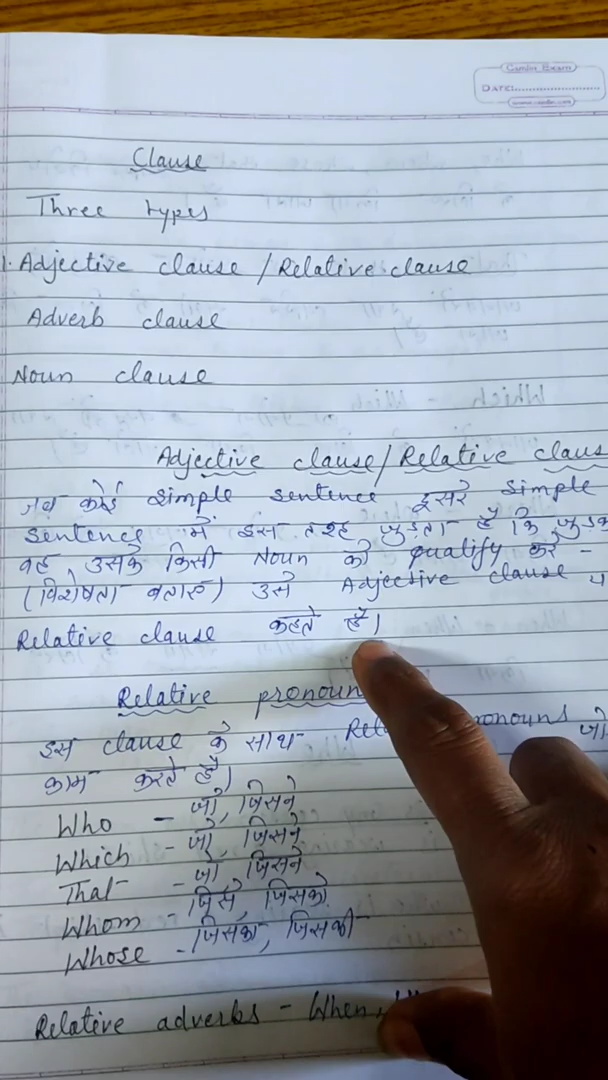 Camlin Exam
DATE:
Clause
Three types
1. Adjective clause / Relative clause
Adverb clause
Noun clause
Adjective clause / Relative claus
जब कोई simple sentence दूसरे simple
sentence में इस तरह जुड़ता है कि जुड़क
वह उसके किसी Noun को qualify करे -
(विशेषता बताए) उसे Adjective clause या
Relative clause कहते हैं।
Relative pronoun
इस clause के साथ Rel onouns जो
काम करते हैं।
Who - जो, जिसने
Which - जो जिसने
That - जो जिसने
Whom - जिसे, जिसको
Whose - जिसका, जिसकी
Relative adverbs - When,